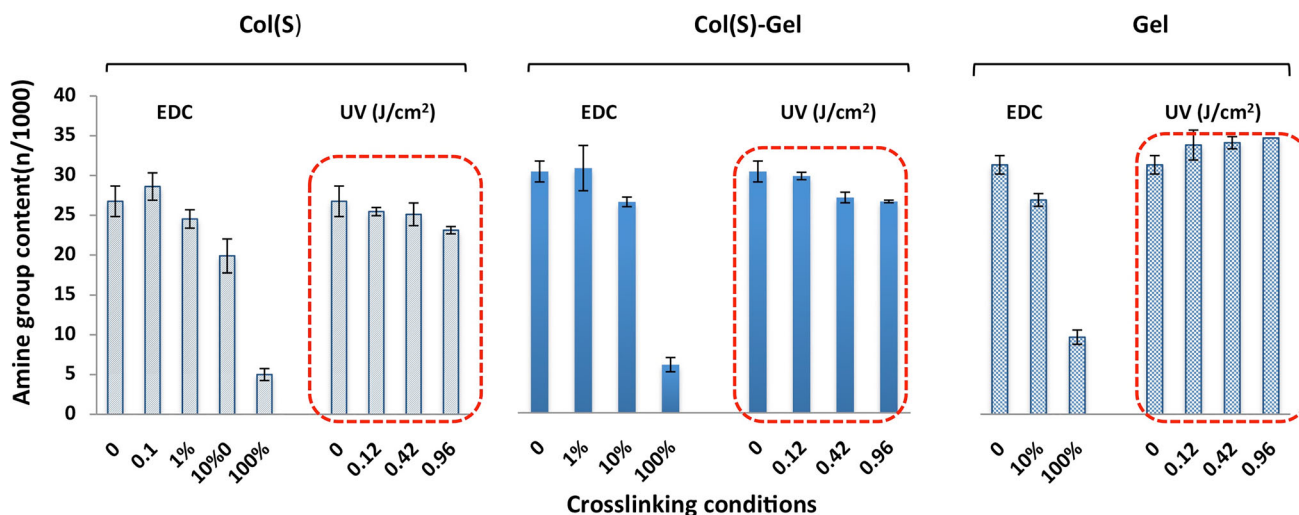 Col(S) Col(S)-Gel Gel
EDC UV (J/cm²) EDC UV (J/cm²) EDC UV (J/cm²)
Amine group content(n/1000)
40
35
30
25
20
15
10
5
0
0 0.1 1% 10%0 100% 0 0.12 0.42 0.96 0 1% 10% 100% 0 0.12 0.42 0.96 0 10% 100% 0 0.12 0.42 0.96
Crosslinking conditions